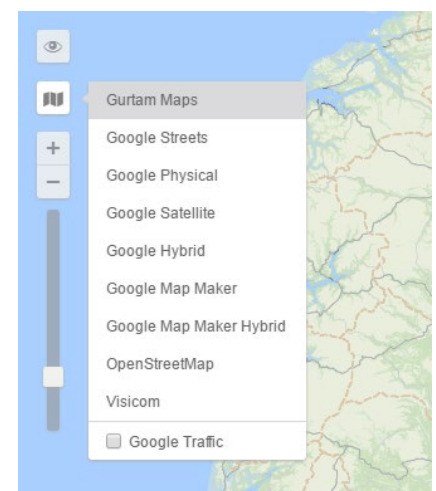 Gurtam Maps
Google Streets
Google Physical
Google Satellite
Google Hybrid
Google Map Maker
Google Map Maker Hybrid
OpenStreetMap
Visicom
Google Traffic